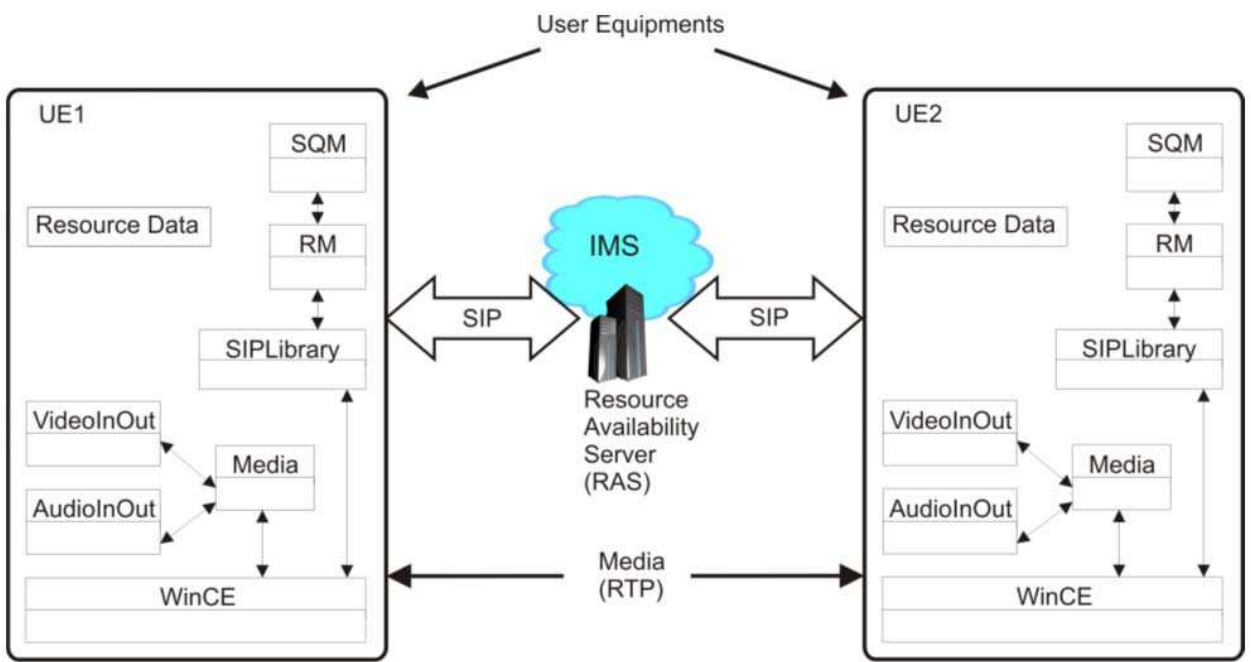 User Equipments
UE1
SQM
Resource Data
RM
SIPLibrary
VideoInOut
Media
AudioInOut
WinCE
IMS
SIP
SIP
Resource
Availability
Server
(RAS)
Media
(RTP)
UE2
SQM
Resource Data
RM
SIPLibrary
VideoInOut
Media
AudioInOut
WinCE